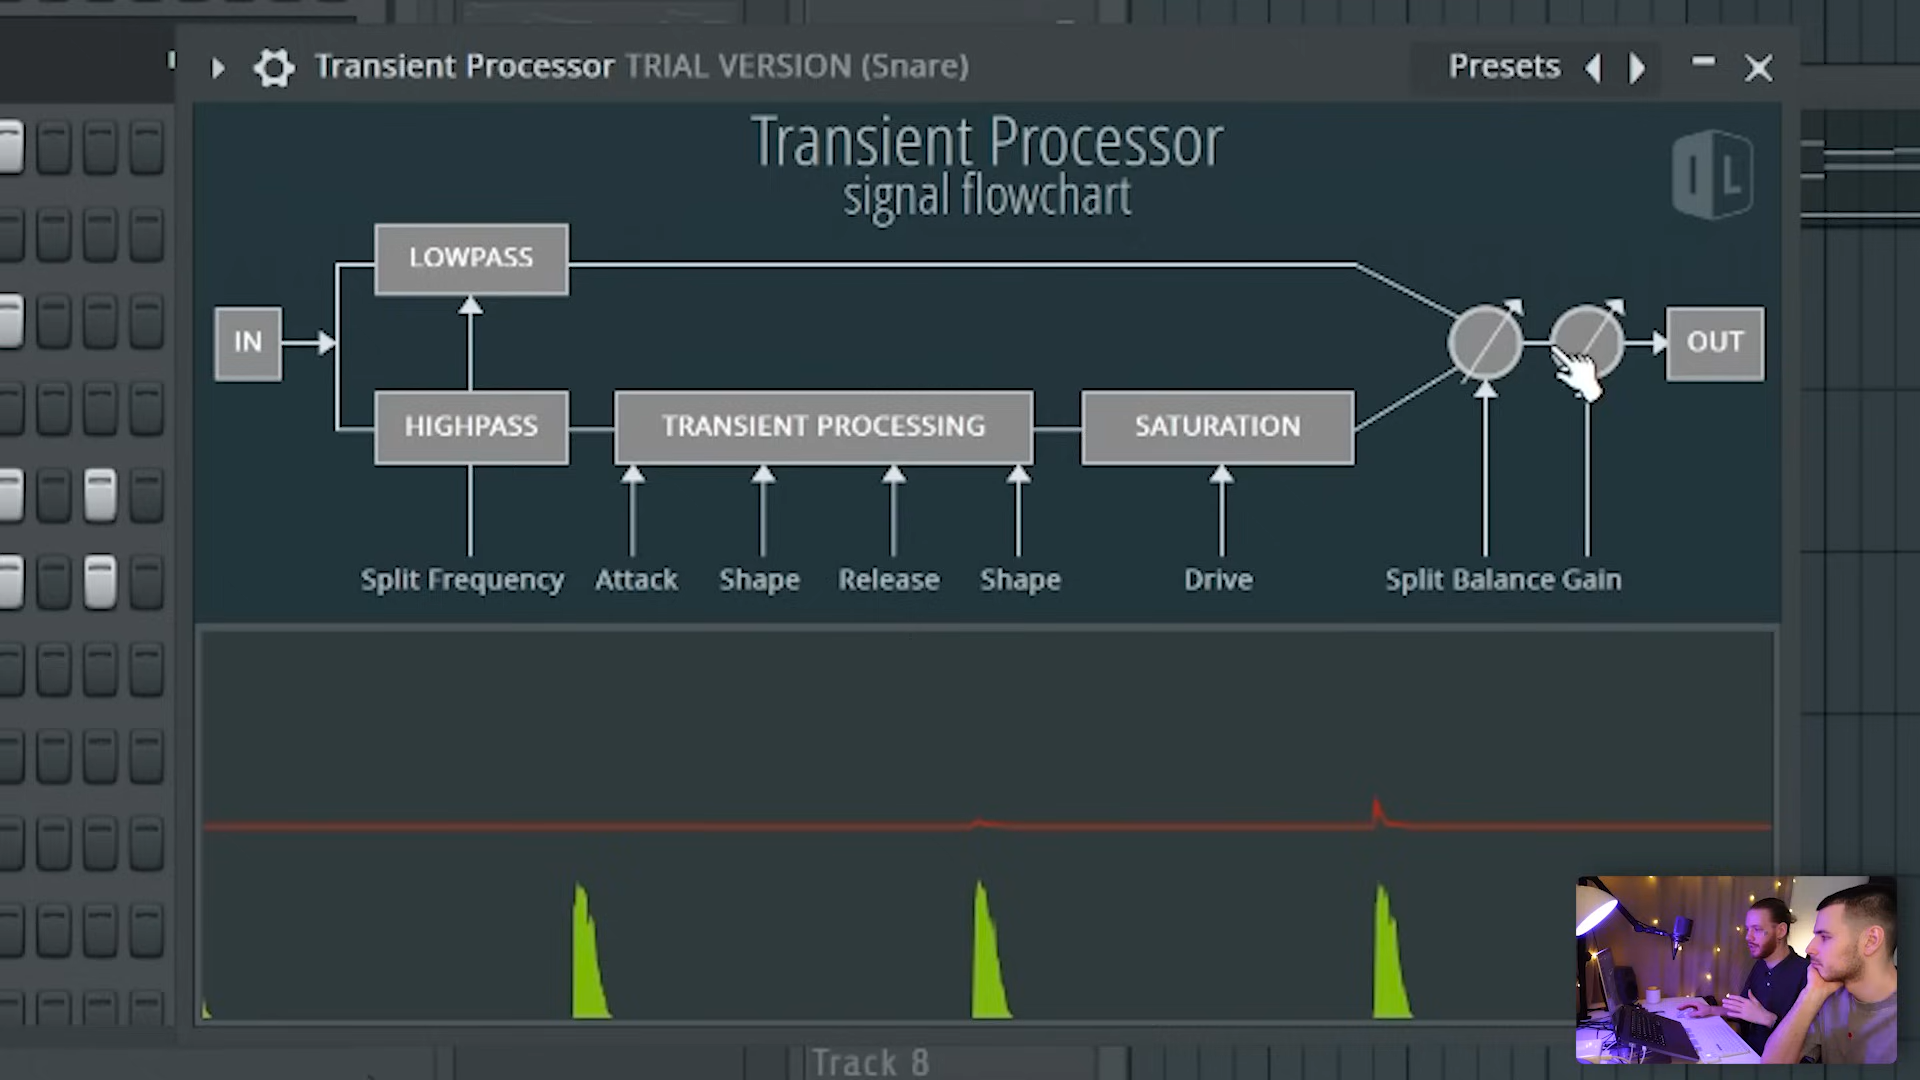 Transient Processor TRIAL VERSION (Snare)
Presets
Transient Processor
signal flowchart
LOWPASS
IN
OUT
HIGHPASS
TRANSIENT PROCESSING
SATURATION
Split Frequency
Attack
Shape
Release
Shape
Drive
Split Balance
Gain
Track 8